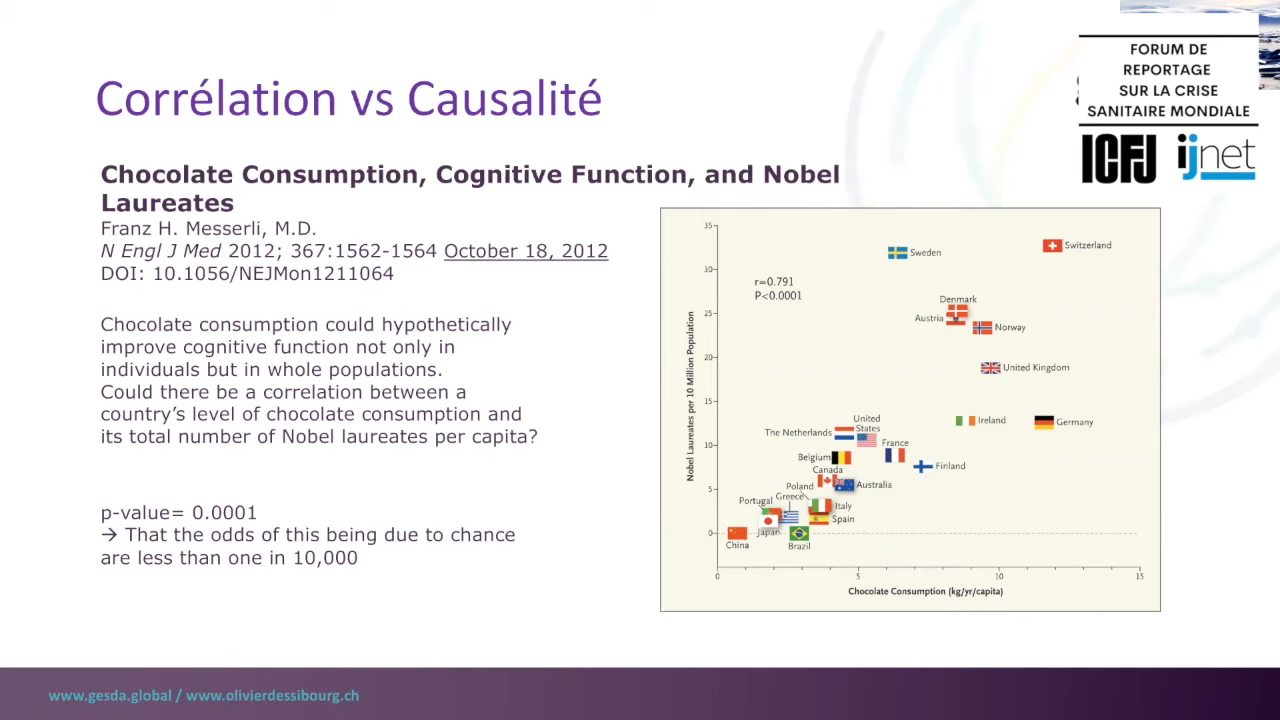 FORUM DE
REPORTAGE
SUR LA CRISE
SANITAIRE MONDIALE
ICFJ ijnet
Corrélation vs Causalité
Chocolate Consumption, Cognitive Function, and Nobel
Laureates
Franz H. Messerli, M.D.
N Engl J Med 2012; 367:1562-1564 October 18, 2012
DOI: 10.1056/NEJMon1211064
Chocolate consumption could hypothetically
improve cognitive function not only in
individuals but in whole populations.
Could there be a correlation between a
country’s level of chocolate consumption and
its total number of Nobel laureates per capita?
p-value= 0.0001
→ That the odds of this being due to chance
are less than one in 10,000
Nobel Laureates per 10 Million Population
35
30
25
20
15
10
5
0
r=0.791
P<0.0001
Sweden
Switzerland
Denmark
Austria
Norway
United Kingdom
Ireland
Germany
United
States
The Netherlands
France
Belgium
Finland
Canada
Australia
Poland
Greece
Portugal
Italy
Spain
Japan
China
Brazil
0 5 10 15
Chocolate Consumption (kg/yr/capita)
www.gesda.global / www.olivierdessibourg.ch